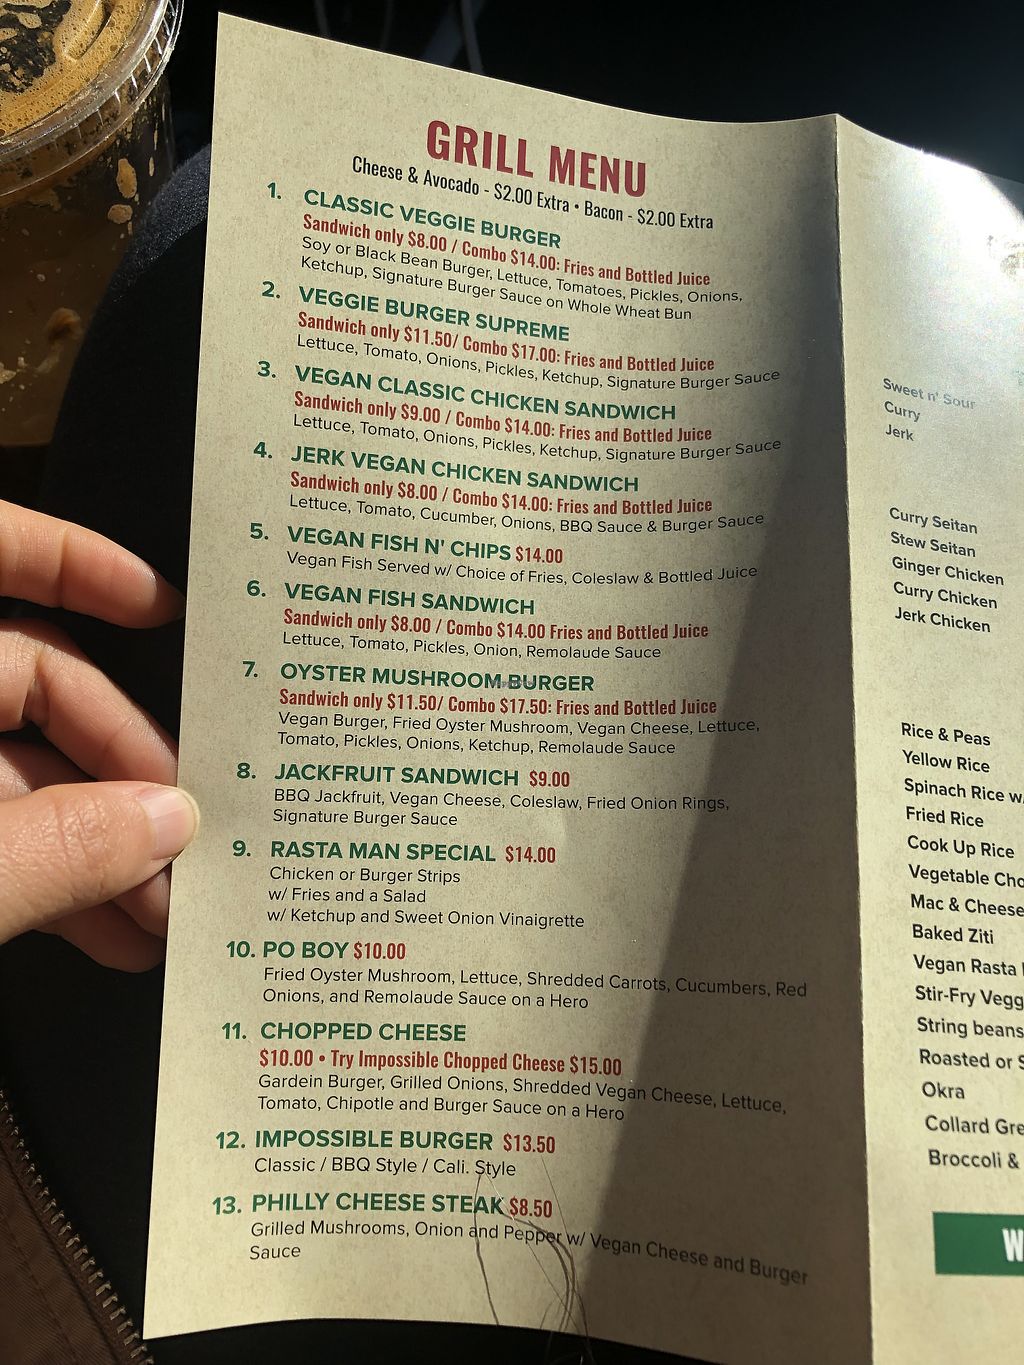 GRILL MENU
Cheese & Avocado - $2.00 Extra • Bacon - $2.00 Extra
1. CLASSIC VEGGIE BURGER
Sandwich only $8.00 / Combo $14.00: Fries and Bottled Juice
Soy or Black Bean Burger, Lettuce, Tomatoes, Pickles, Onions,
Ketchup, Signature Burger Sauce on Whole Wheat Bun
2. VEGGIE BURGER SUPREME
Sandwich only $11.50/ Combo $17.00: Fries and Bottled Juice
Lettuce, Tomato, Onions, Pickles, Ketchup, Signature Burger Sauce
3. VEGAN CLASSIC CHICKEN SANDWICH
Sandwich only $9.00 / Combo $14.00: Fries and Bottled Juice
Lettuce, Tomato, Onions, Pickles, Ketchup, Signature Burger Sauce
4. JERK VEGAN CHICKEN SANDWICH
Sandwich only $8.00 / Combo $14.00: Fries and Bottled Juice
Lettuce, Tomato, Cucumber, Onions, BBQ Sauce & Burger Sauce
5. VEGAN FISH N' CHIPS $14.00
Vegan Fish Served w/ Choice of Fries, Coleslaw & Bottled Juice
6. VEGAN FISH SANDWICH
Sandwich only $8.00 / Combo $14.00 Fries and Bottled Juice
Lettuce, Tomato, Pickles, Onion, Remolaude Sauce
7. OYSTER MUSHROOM BURGER
Sandwich only $11.50/ Combo $17.50: Fries and Bottled Juice
Vegan Burger, Fried Oyster Mushroom, Vegan Cheese, Lettuce,
Tomato, Pickles, Onions, Ketchup, Remolaude Sauce
8. JACKFRUIT SANDWICH $9.00
BBQ Jackfruit, Vegan Cheese, Coleslaw, Fried Onion Rings,
Signature Burger Sauce
9. RASTA MAN SPECIAL $14.00
Chicken or Burger Strips
w/ Fries and a Salad
w/ Ketchup and Sweet Onion Vinaigrette
10. PO BOY $10.00
Fried Oyster Mushroom, Lettuce, Shredded Carrots, Cucumbers, Red
Onions, and Remolaude Sauce on a Hero
11. CHOPPED CHEESE
$10.00 • Try Impossible Chopped Cheese $15.00
Gardein Burger, Grilled Onions, Shredded Vegan Cheese, Lettuce,
Tomato, Chipotle and Burger Sauce on a Hero
12. IMPOSSIBLE BURGER $13.50
Classic / BBQ Style / Cali. Style
13. PHILLY CHEESE STEAK $8.50
Grilled Mushrooms, Onion and Pepper w/ Vegan Cheese and Burger
Sauce
Sweet n' Sour
Curry
Jerk
Curry Seitan
Stew Seitan
Ginger Chicken
Curry Chicken
Jerk Chicken
Rice & Peas
Yellow Rice
Spinach Rice w
Fried Rice
Cook Up Rice
Vegetable Cho
Mac & Cheese
Baked Ziti
Vegan Rasta
Stir-Fry Vegg
String beans
Roasted or S
Okra
Collard Gre
Broccoli &
W